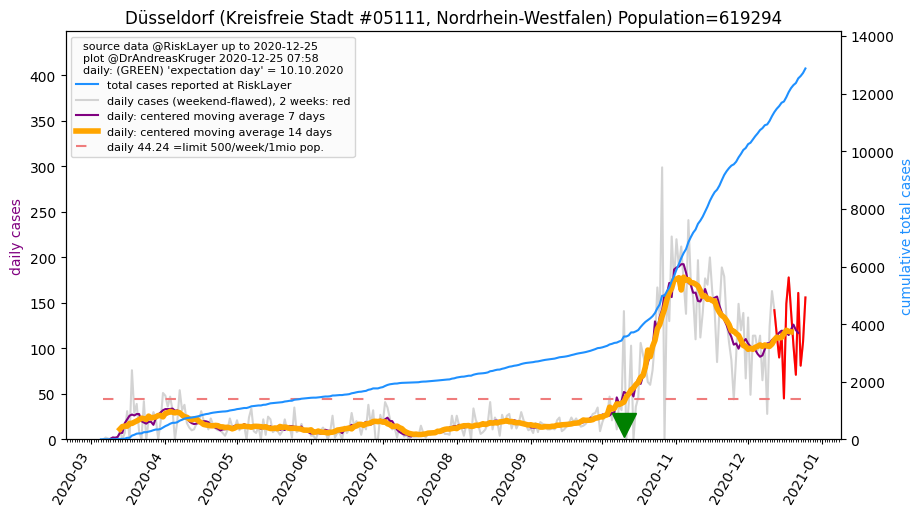 Düsseldorf (Kreisfreie Stadt #05111, Nordrhein-Westfalen) Population=619294
source data @RiskLayer up to 2020-12-25
plot @DrAndreasKruger 2020-12-25 07:58
daily: (GREEN) 'expectation day' = 10.10.2020
total cases reported at RiskLayer
daily cases (weekend-flawed), 2 weeks: red
daily: centered moving average 7 days
daily: centered moving average 14 days
daily 44.24 =limit 500/week/1mio pop.
daily cases
400
350
300
250
200
150
100
50
0
cumulative total cases
14000
12000
10000
8000
6000
4000
2000
0
2020-03
2020-04
2020-05
2020-06
2020-07
2020-08
2020-09
2020-10
2020-11
2020-12
2021-01